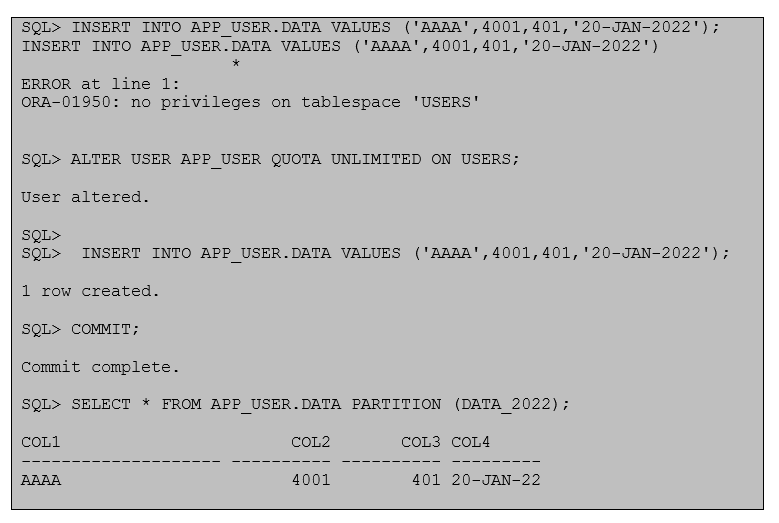 SQL> INSERT INTO APP_USER.DATA VALUES ('AAAA',4001,401,'20-JAN-2022');
INSERT INTO APP_USER.DATA VALUES ('AAAA',4001,401,'20-JAN-2022')
*
ERROR at line 1:
ORA-01950: no privileges on tablespace 'USERS'
SQL> ALTER USER APP_USER QUOTA UNLIMITED ON USERS;
User altered.
SQL>
SQL>  INSERT INTO APP_USER.DATA VALUES ('AAAA',4001,401,'20-JAN-2022');
1 row created.
SQL> COMMIT;
Commit complete.
SQL> SELECT * FROM APP_USER.DATA PARTITION (DATA_2022);
COL1                       COL2       COL3 COL4
-------------------- ---------- ---------- ---------
AAAA                       4001        401 20-JAN-22